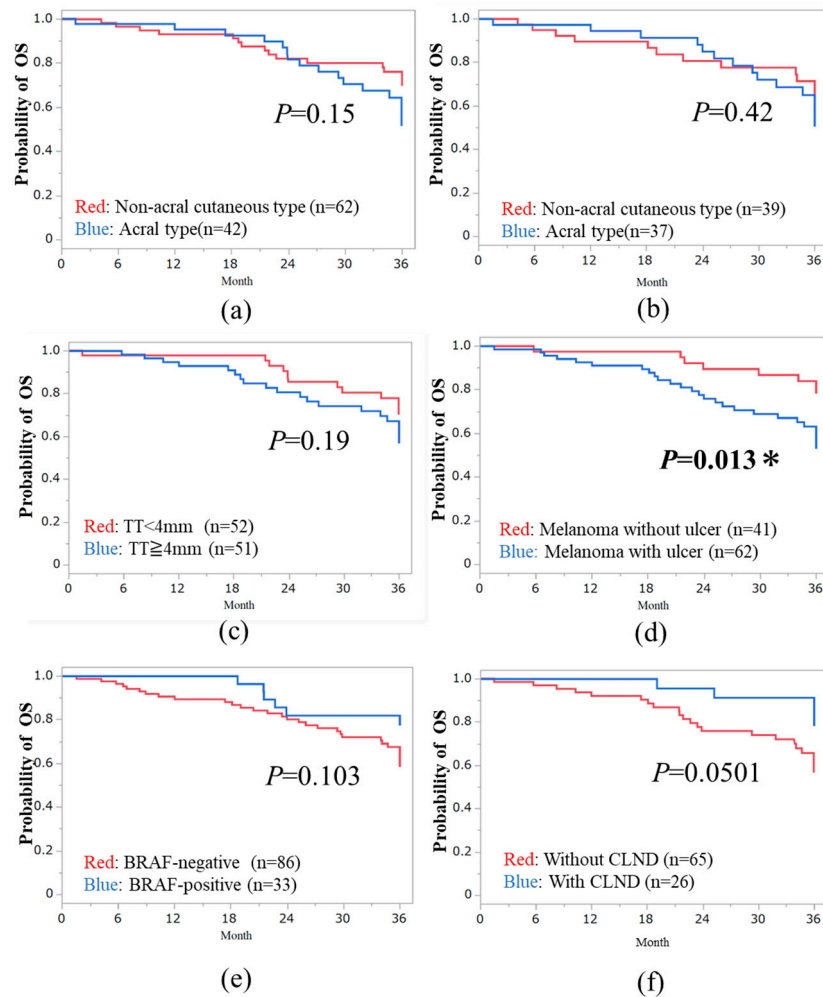 Probability of OS
1.0
0.8
0.6
0.4
0.2
0
P=0.15
Red: Non-acral cutaneous type (n=62)
Blue: Acral type(n=42)
0 6 12 18 24 30 36
Month
(a)
Probability of OS
1.0
0.8
0.6
0.4
0.2
0
P=0.42
Red: Non-acral cutaneous type (n=39)
Blue: Acral type(n=37)
0 6 12 18 24 30 36
Month
(b)
Probability of OS
1.0
0.8
0.6
0.4
0.2
0
P=0.19
Red: TT<4mm (n=52)
Blue: TT≧4mm (n=51)
0 6 12 18 24 30 36
Month
(c)
Probability of OS
1.0
0.8
0.6
0.4
0.2
0
P=0.013*
Red: Melanoma without ulcer (n=41)
Blue: Melanoma with ulcer (n=62)
0 6 12 18 24 30 36
Month
(d)
Probability of OS
1.0
0.8
0.6
0.4
0.2
0
P=0.103
Red: BRAF-negative (n=86)
Blue: BRAF-positive (n=33)
0 6 12 18 24 30 36
Month
(e)
Probability of OS
1.0
0.8
0.6
0.4
0.2
0
P=0.0501
Red: Without CLND (n=65)
Blue: With CLND (n=26)
0 6 12 18 24 30 36
Month
(f)